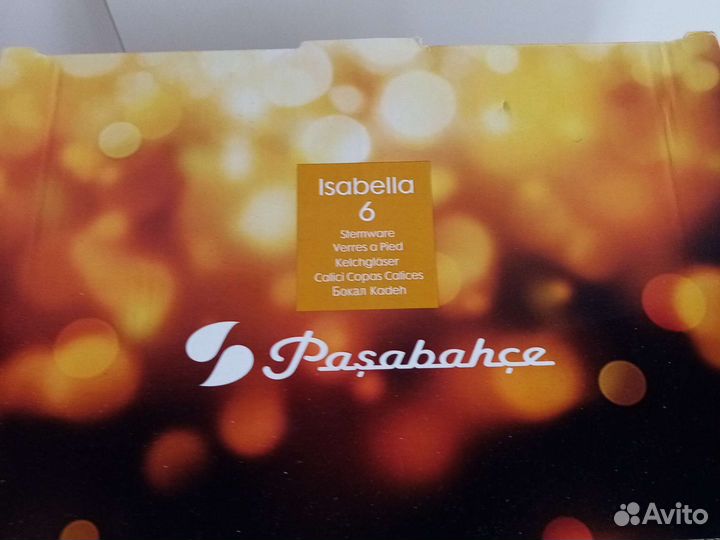 Isabella
6
Stemware
Verres a Pied
Kelchgläser
Calici Copas Calices
Бокал Kadeh
Paşabahçe
Avito